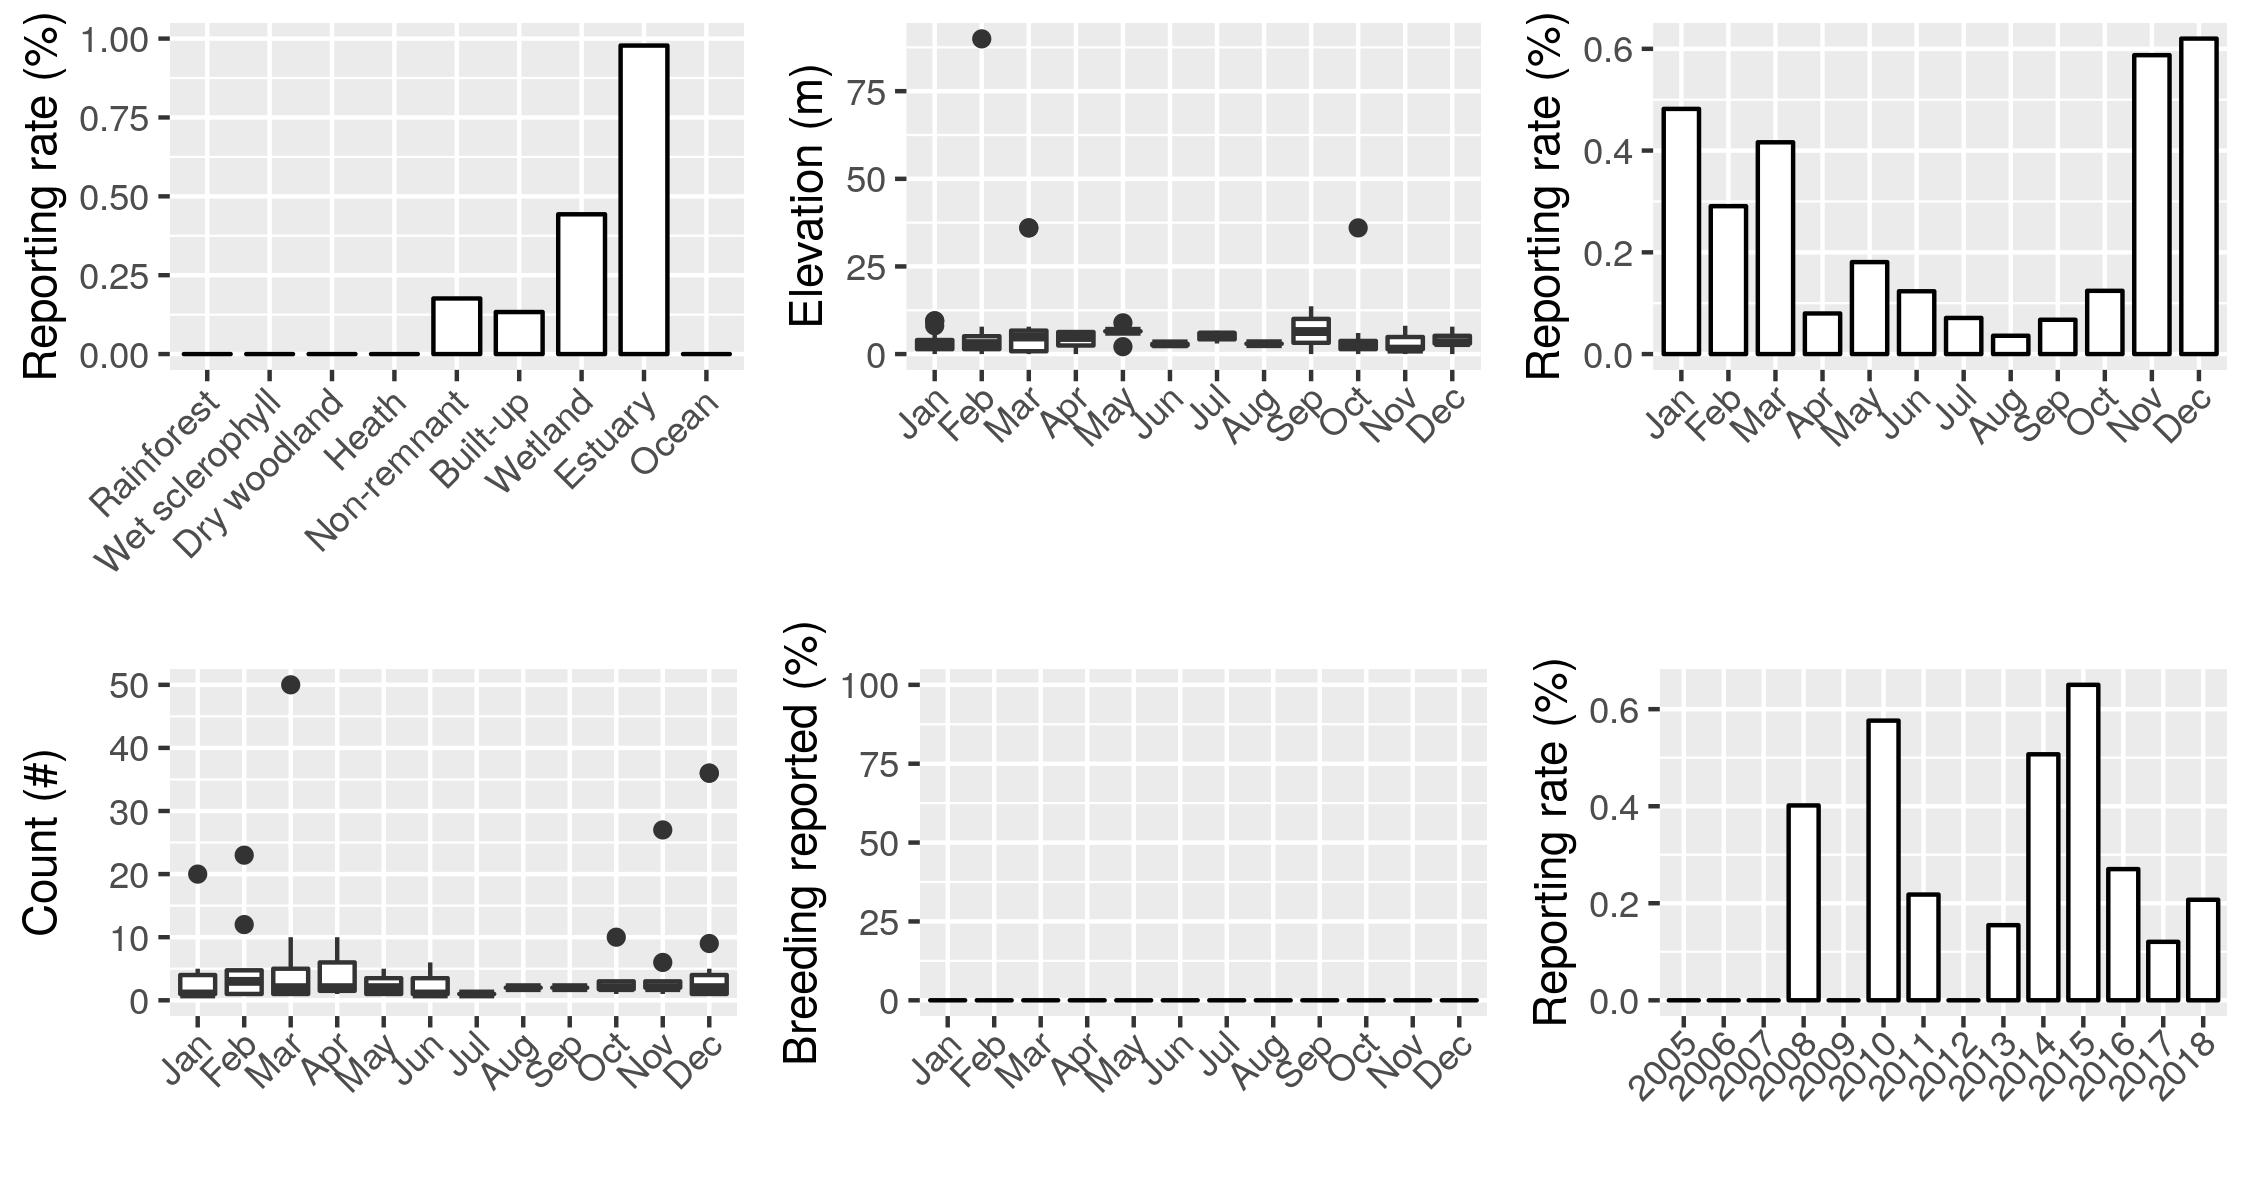 Reporting rate (%)
1.00
0.75
0.50
0.25
0.00
Rainforest
Wet sclerophyll
Dry woodland
Heath
Non-remnant
Built-up
Wetland
Estuary
Ocean
Elevation (m)
75
50
25
0
Jan
Feb
Mar
Apr
May
Jun
Jul
Aug
Sep
Oct
Nov
Dec
Reporting rate (%)
0.6
0.4
0.2
0.0
Jan
Feb
Mar
Apr
May
Jun
Jul
Aug
Sep
Oct
Nov
Dec
Count (#)
50
40
30
20
10
0
Jan
Feb
Mar
Apr
May
Jun
Jul
Aug
Sep
Oct
Nov
Dec
Breeding reported (%)
100
75
50
25
0
Jan
Feb
Mar
Apr
May
Jun
Jul
Aug
Sep
Oct
Nov
Dec
Reporting rate (%)
0.6
0.4
0.2
0.0
2005
2006
2007
2008
2009
2010
2011
2012
2013
2014
2015
2016
2017
2018